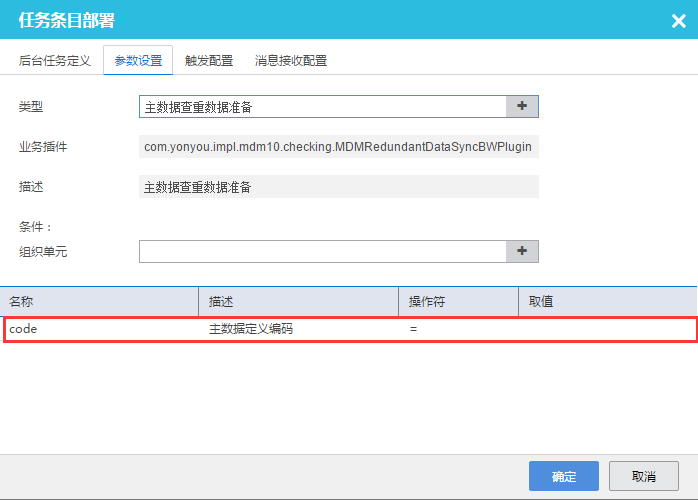 任务条目部署
后台任务定义 参数设置 触发配置 消息接收配置
类型 主数据查重数据准备
业务插件 com.yonyou.impl.mdm10.checking.MDMRedundantDataSyncBWPlugin
描述 主数据查重数据准备
条件：
组织单元
名称 描述 操作符 取值
code 主数据定义编码 =
确定 取消